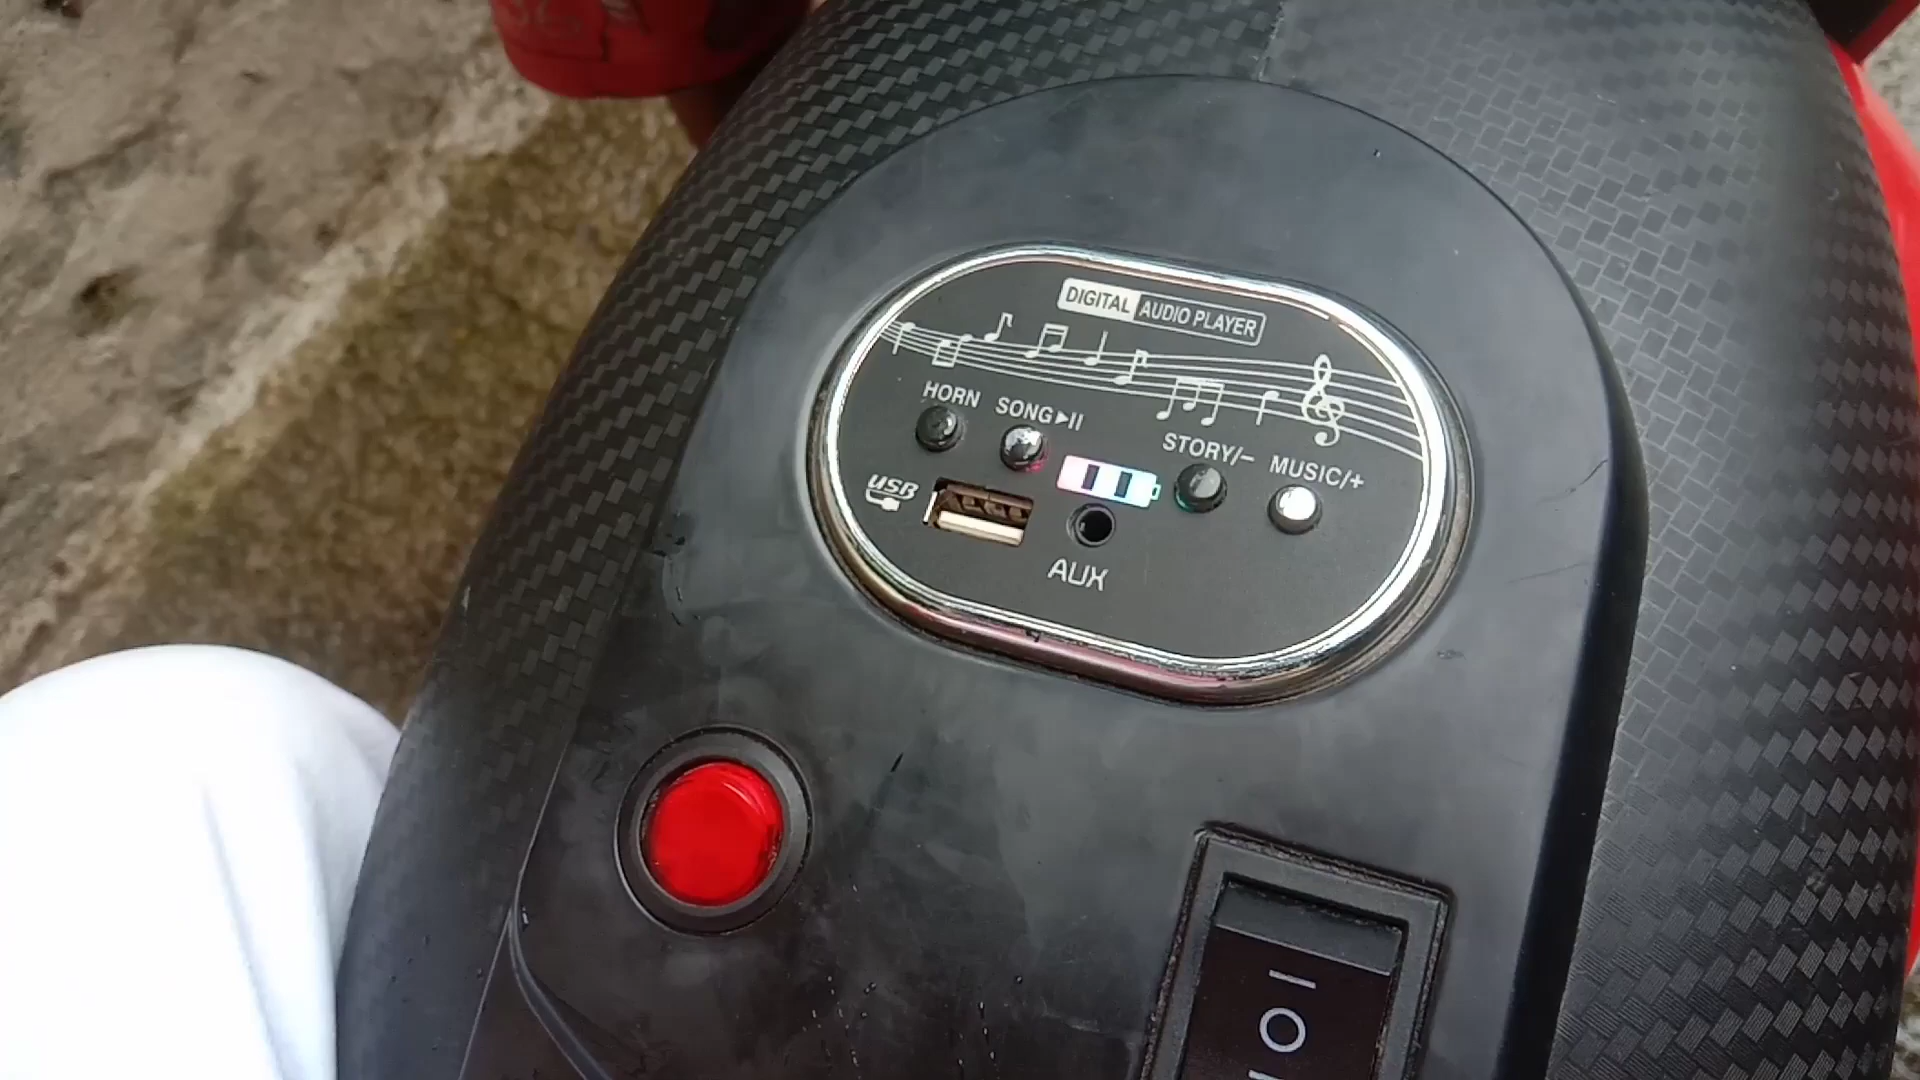 DIGITAL AUDIO PLAYER
HORN
SONG▶II
STORY/−
MUSIC/+
USB
AUX
I O I